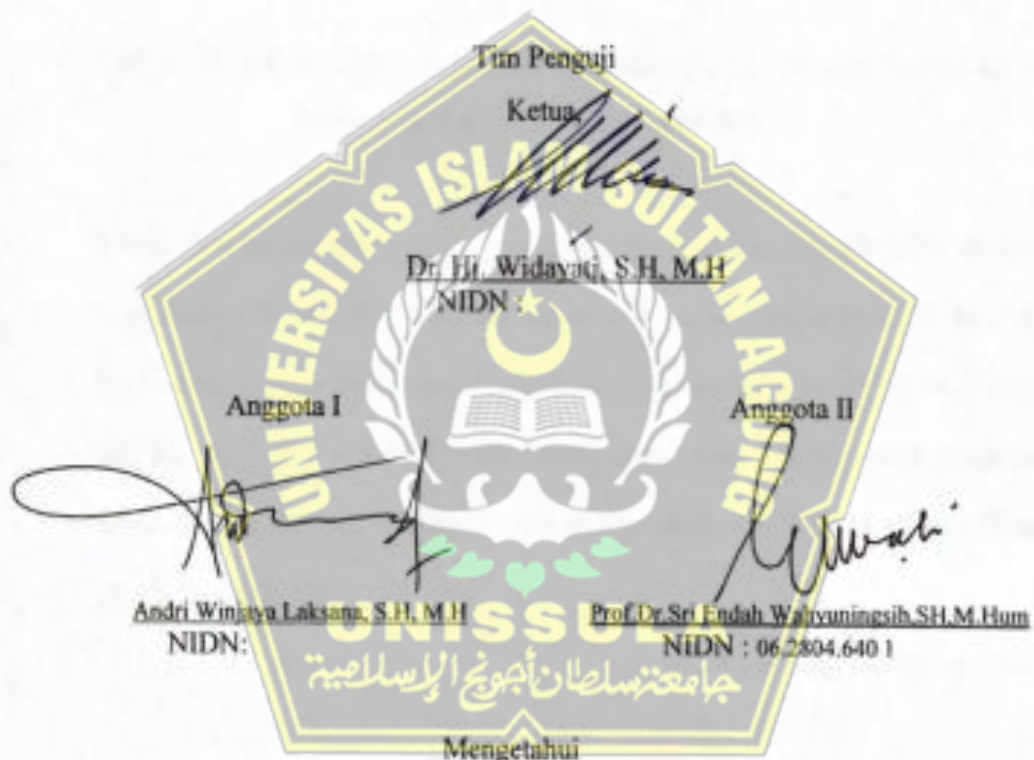 Tim Penguji
Ketua,
UNIVERSITAS ISLAM SULTAN AGUNG
Dr. Hj. Widayati, S.H, M.H
NIDN :
Anggota I
Anggota II
Andri Winjaya Laksana, S.H, M.H
Prof.Dr.Sri Endah Wahyuningsih.SH,M.Hum
NIDN:
NIDN : 06.2804.640 1
UNISSULA
جامعة سلطان أجونج الإسلامية
Mengetahui